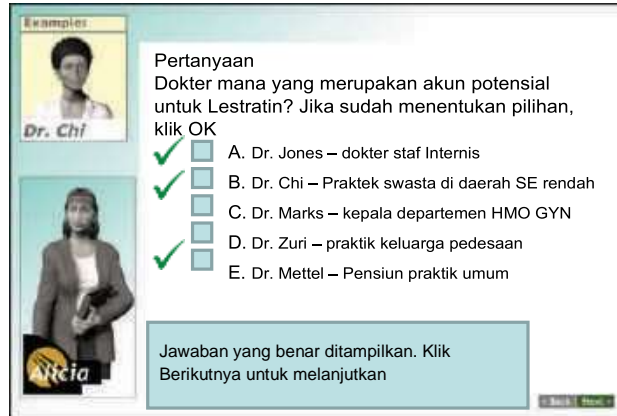 Examples
Dr. Chi
Pertanyaan
Dokter mana yang merupakan akun potensial
untuk Lestratin? Jika sudah menentukan pilihan,
klik OK
A. Dr. Jones – dokter staf Internis
B. Dr. Chi – Praktek swasta di daerah SE rendah
C. Dr. Marks – kepala departemen HMO GYN
D. Dr. Zuri – praktik keluarga pedesaan
E. Dr. Mettel – Pensiun praktik umum
Alicia
Jawaban yang benar ditampilkan. Klik
Berikutnya untuk melanjutkan
Back Next